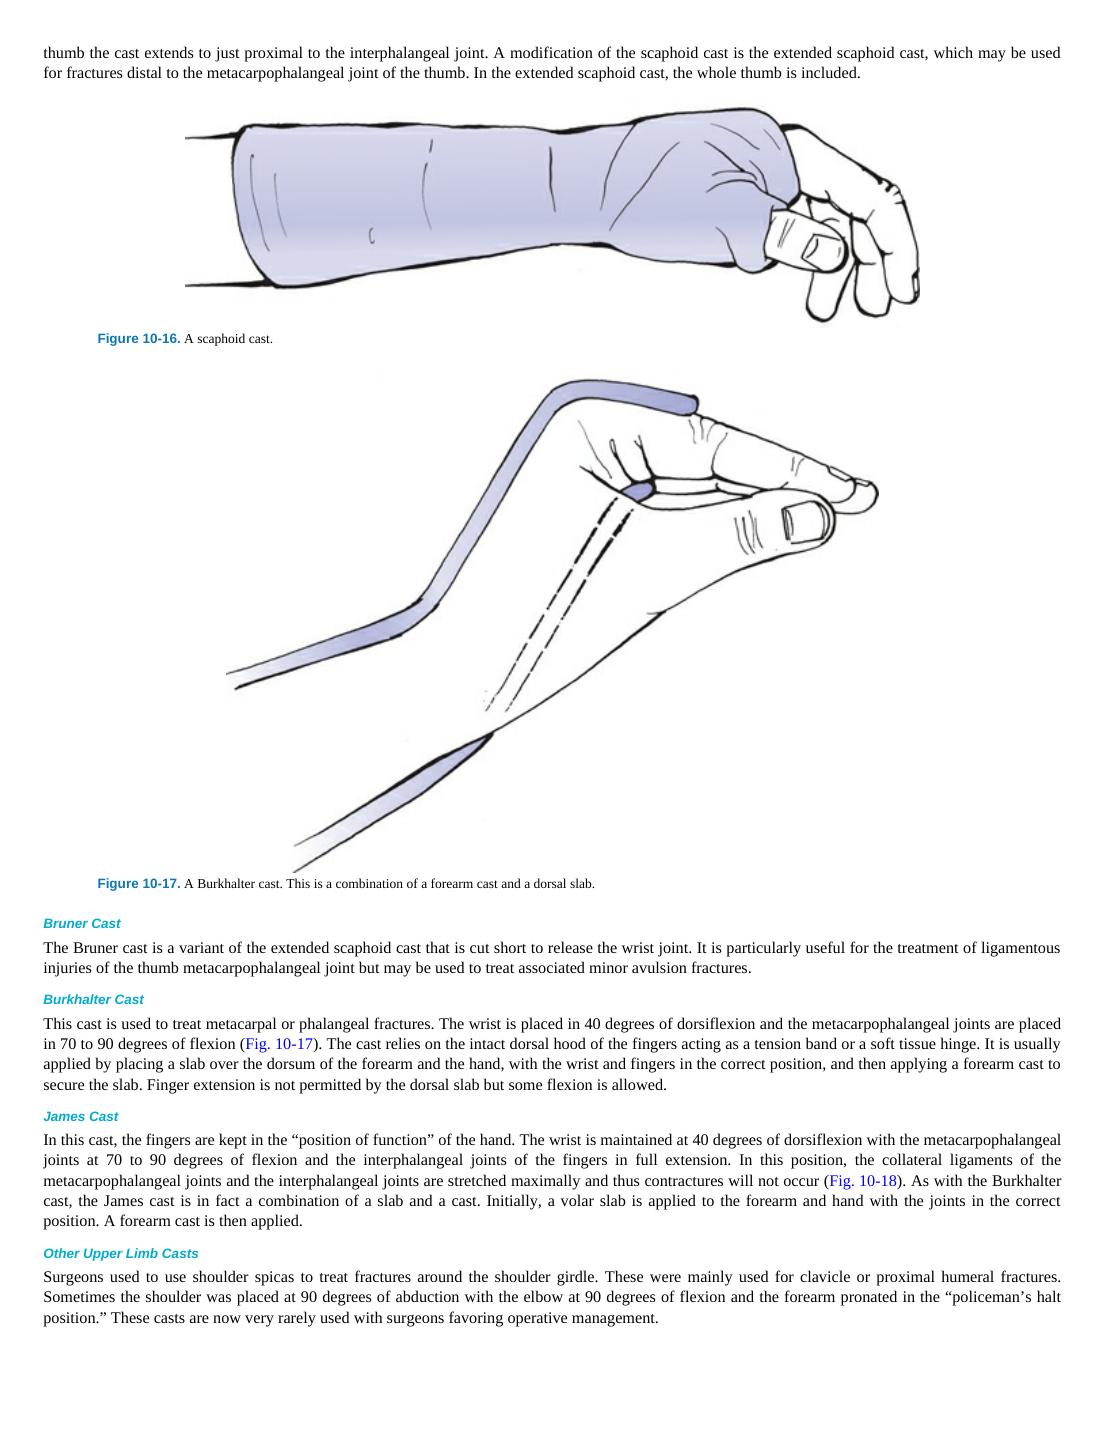 thumb the cast extends to just proximal to the interphalangeal joint. A modification of the scaphoid cast is the extended scaphoid cast, which may be used
for fractures distal to the metacarpophalangeal joint of the thumb. In the extended scaphoid cast, the whole thumb is included.
Figure 10-16. A scaphoid cast.
Figure 10-17. A Burkhalter cast. This is a combination of a forearm cast and a dorsal slab.
Bruner Cast
The Bruner cast is a variant of the extended scaphoid cast that is cut short to release the wrist joint. It is particularly useful for the treatment of ligamentous
injuries of the thumb metacarpophalangeal joint but may be used to treat associated minor avulsion fractures.
Burkhalter Cast
This cast is used to treat metacarpal or phalangeal fractures. The wrist is placed in 40 degrees of dorsiflexion and the metacarpophalangeal joints are placed
in 70 to 90 degrees of flexion (Fig. 10-17). The cast relies on the intact dorsal hood of the fingers acting as a tension band or a soft tissue hinge. It is usually
applied by placing a slab over the dorsum of the forearm and the hand, with the wrist and fingers in the correct position, and then applying a forearm cast to
secure the slab. Finger extension is not permitted by the dorsal slab but some flexion is allowed.
James Cast
In this cast, the fingers are kept in the “position of function” of the hand. The wrist is maintained at 40 degrees of dorsiflexion with the metacarpophalangeal
joints at 70 to 90 degrees of flexion and the interphalangeal joints of the fingers in full extension. In this position, the collateral ligaments of the
metacarpophalangeal joints and the interphalangeal joints are stretched maximally and thus contractures will not occur (Fig. 10-18). As with the Burkhalter
cast, the James cast is in fact a combination of a slab and a cast. Initially, a volar slab is applied to the forearm and hand with the joints in the correct
position. A forearm cast is then applied.
Other Upper Limb Casts
Surgeons used to use shoulder spicas to treat fractures around the shoulder girdle. These were mainly used for clavicle or proximal humeral fractures.
Sometimes the shoulder was placed at 90 degrees of abduction with the elbow at 90 degrees of flexion and the forearm pronated in the “policeman’s halt
position.” These casts are now very rarely used with surgeons favoring operative management.